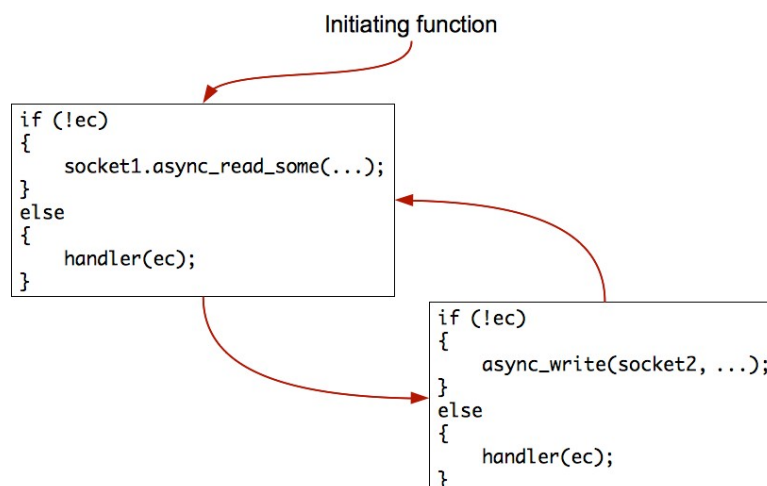 Initiating function
if (!ec)
{
    socket1.async_read_some(...);
}
else
{
    handler(ec);
}
if (!ec)
{
    async_write(socket2, ...);
}
else
{
    handler(ec);
}